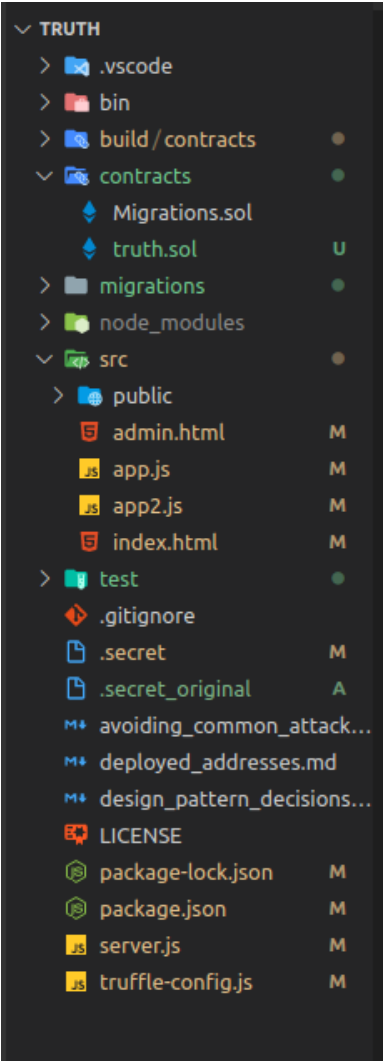 TRUTH
.vscode
bin
build/contracts
contracts
Migrations.sol
truth.sol U
migrations
node_modules
src
public
admin.html M
app.js M
app2.js M
index.html M
test
.gitignore
.secret M
.secret_original A
avoiding_common_attack...
deployed_addresses.md
design_pattern_decisions...
LICENSE
package-lock.json M
package.json M
server.js M
truffle-config.js M